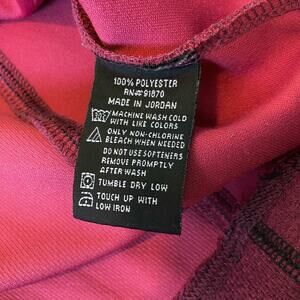 100% POLYESTER
RN# 91870
MADE IN JORDAN
MACHINE WASH COLD
WITH LIKE COLORS
ONLY NON-CHLORINE
BLEACH WHEN NEEDED
DO NOT USE SOFTENERS
REMOVE PROMPTLY
AFTER WASH
TUMBLE DRY LOW
TOUCH UP WITH
LOW IRON